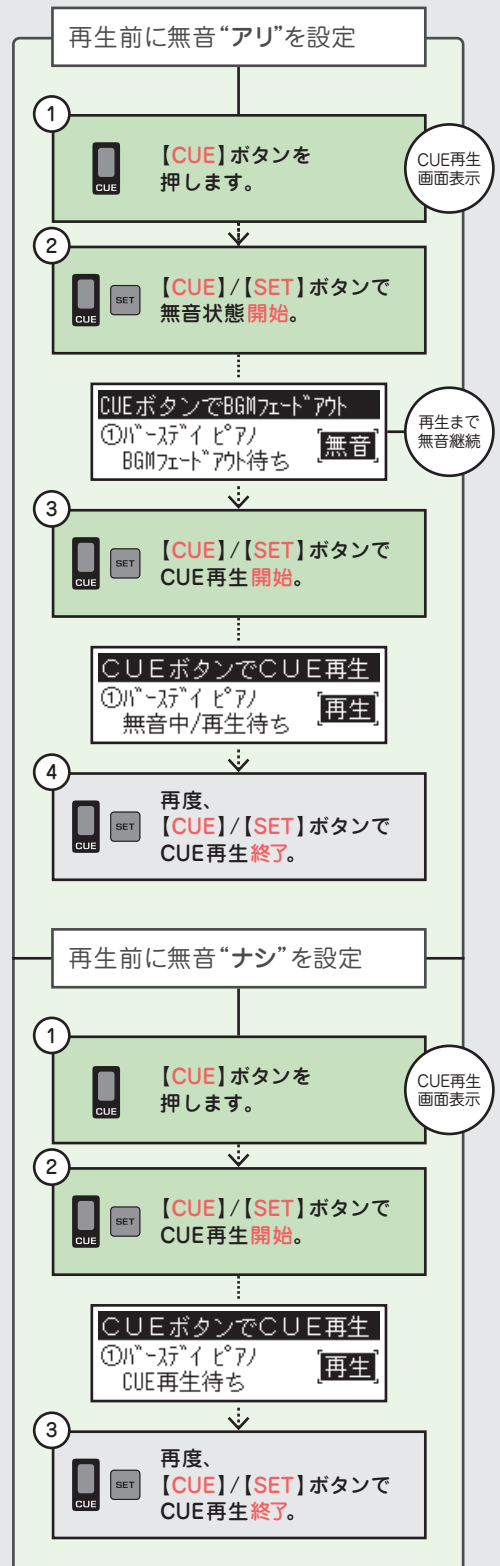 再生前に無音“アリ”を設定
1
CUE
【CUE】ボタンを
押します。
CUE再生
画面表示
2
CUE
SET
【CUE】/【SET】ボタンで
無音状態開始。
CUEボタンでBGMﾌｪｰﾄﾞｱｳﾄ
①ﾊﾞｰｽﾃﾞｲ ﾋﾟｱﾉ
BGMﾌｪｰﾄﾞｱｳﾄ待ち
[無音]
再生まで
無音継続
3
CUE
SET
【CUE】/【SET】ボタンで
CUE再生開始。
ＣＵＥボタンでＣＵＥ再生
①ﾊﾞｰｽﾃﾞｲ ﾋﾟｱﾉ
無音中/再生待ち
[再生]
4
CUE
SET
再度、
【CUE】/【SET】ボタンで
CUE再生終了。
再生前に無音“ナシ”を設定
1
CUE
【CUE】ボタンを
押します。
CUE再生
画面表示
2
CUE
SET
【CUE】/【SET】ボタンで
CUE再生開始。
ＣＵＥボタンでＣＵＥ再生
①ﾊﾞｰｽﾃﾞｲ ﾋﾟｱﾉ
CUE再生待ち
[再生]
3
CUE
SET
再度、
【CUE】/【SET】ボタンで
CUE再生終了。